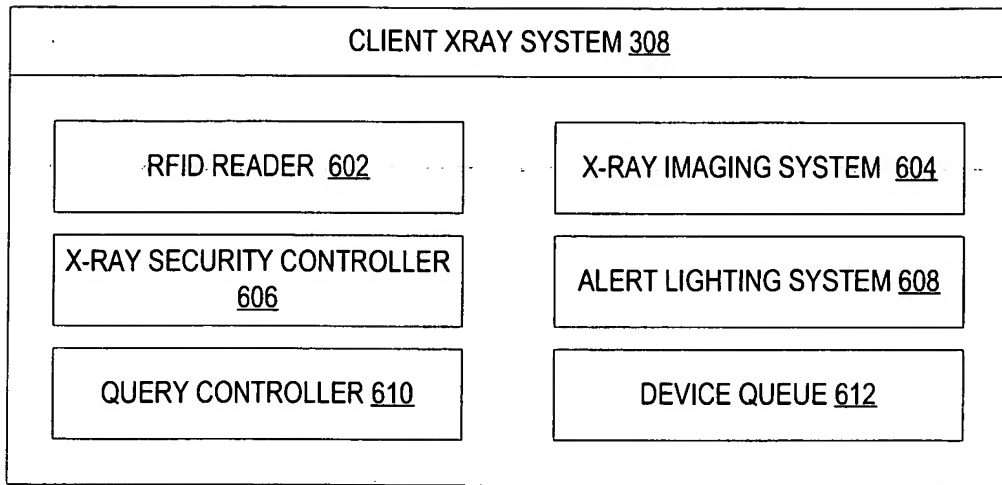 CLIENT XRAY SYSTEM 308
RFID READER 602
X-RAY IMAGING SYSTEM 604
X-RAY SECURITY CONTROLLER
606
ALERT LIGHTING SYSTEM 608
QUERY CONTROLLER 610
DEVICE QUEUE 612